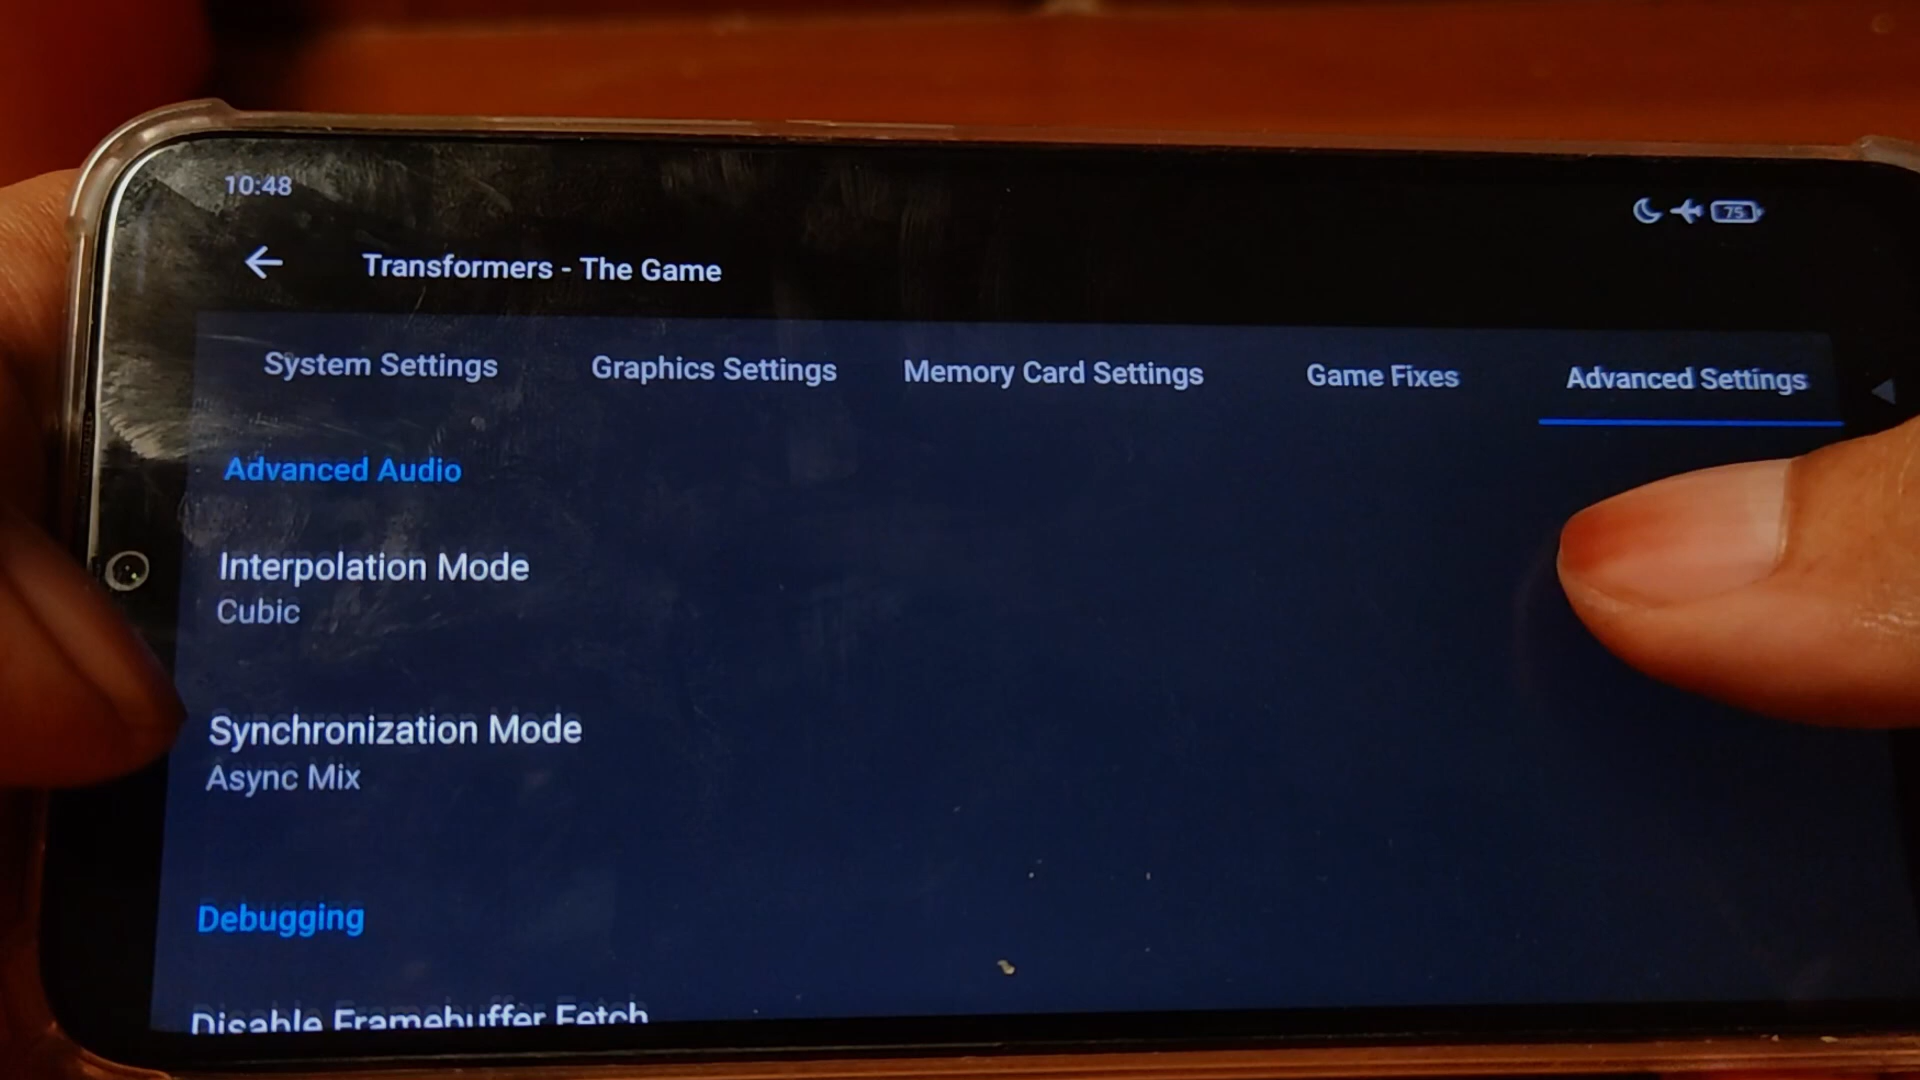 10:48
75
Transformers - The Game
System Settings
Graphics Settings
Memory Card Settings
Game Fixes
Advanced Settings
Advanced Audio
Interpolation Mode
Cubic
Synchronization Mode
Async Mix
Debugging
Disable Framebuffer Fetch